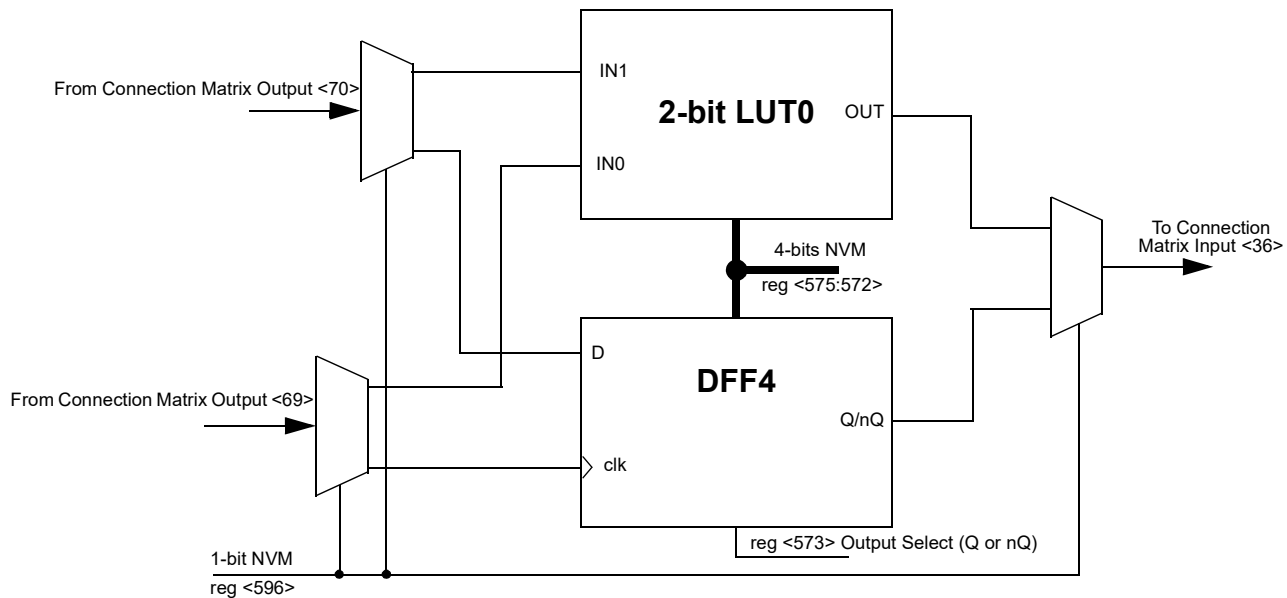 From Connection Matrix Output <70>
IN1
2-bit LUT0
OUT
IN0
To Connection
Matrix Input <36>
4-bits NVM
reg <575:572>
D
DFF4
From Connection Matrix Output <69>
Q/nQ
clk
reg <573> Output Select (Q or nQ)
1-bit NVM
reg <596>